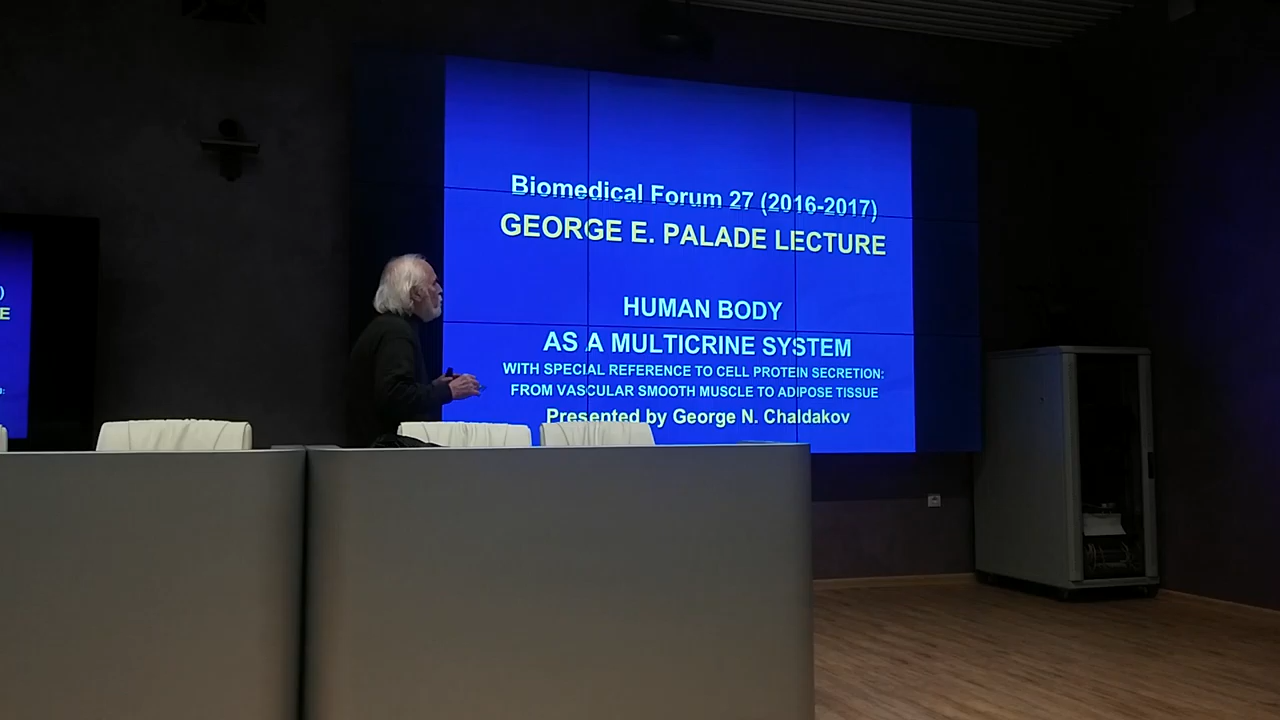 Biomedical Forum 27 (2016-2017)
GEORGE E. PALADE LECTURE
HUMAN BODY
AS A MULTICRINE SYSTEM
WITH SPECIAL REFERENCE TO CELL PROTEIN SECRETION:
FROM VASCULAR SMOOTH MUSCLE TO ADIPOSE TISSUE
Presented by George N. Chaldakov
)
E
: